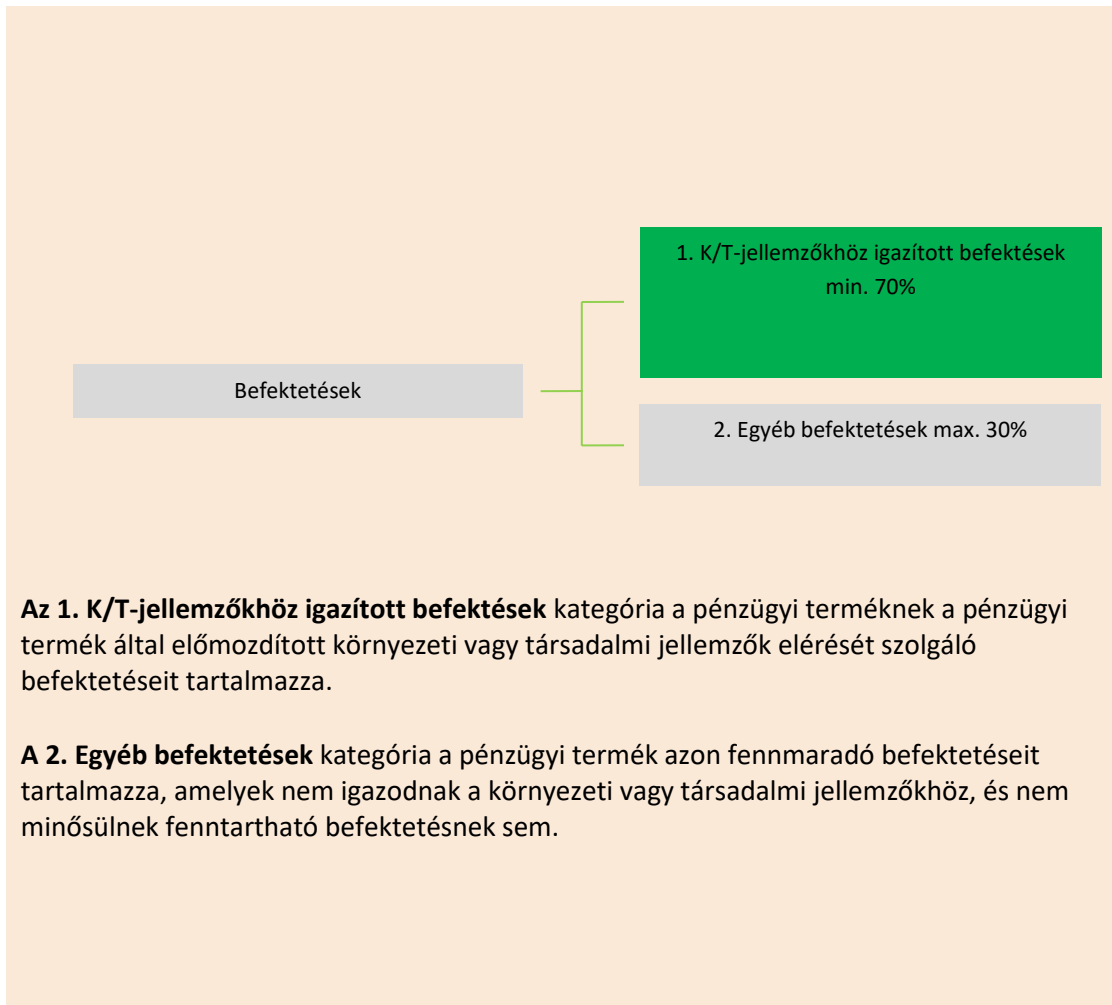 1. K/T-jellemzőkhöz igazított befektések
min. 70%
Befektetések
2. Egyéb befektetések max. 30%
Az 1. K/T-jellemzőkhöz igazított befektések kategória a pénzügyi terméknek a pénzügyi
termék által előmozdított környezeti vagy társadalmi jellemzők elérését szolgáló
befektetéseit tartalmazza.
A 2. Egyéb befektetések kategória a pénzügyi termék azon fennmaradó befektetéseit
tartalmazza, amelyek nem igazodnak a környezeti vagy társadalmi jellemzőkhöz, és nem
minősülnek fenntartható befektetésnek sem.